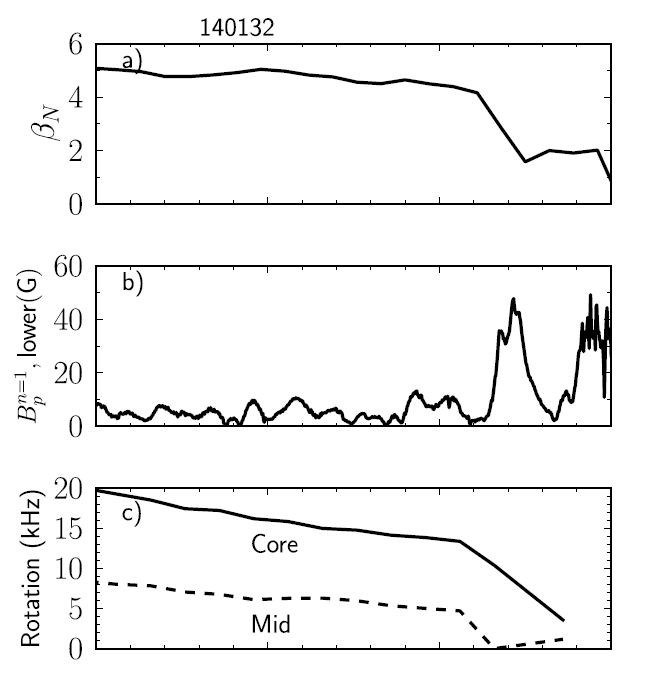 140132
a)
6
4
2
0
β_N
b)
60
40
20
0
B_p^{n=1}, lower(G)
c)
20
15
10
5
0
Rotation (kHz)
Core
Mid